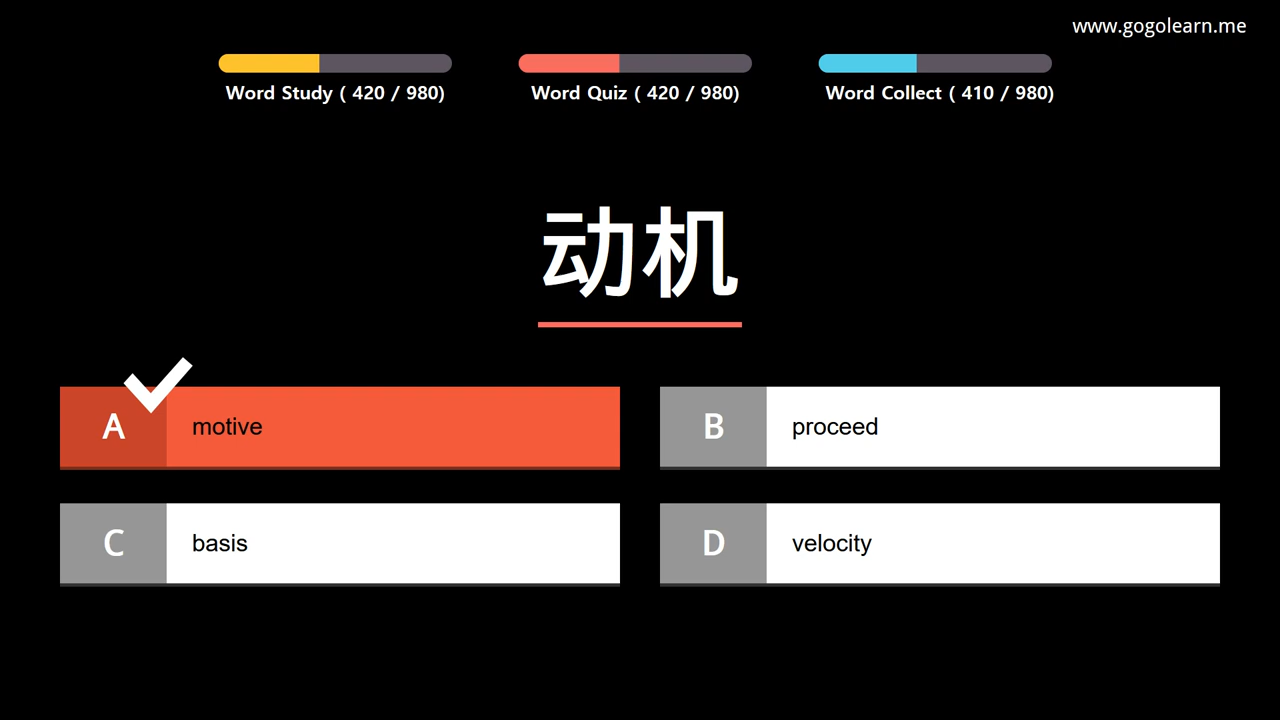 www.gogolearn.me
Word Study ( 420 / 980)
Word Quiz ( 420 / 980)
Word Collect ( 410 / 980)
动机
A motive
B proceed
C basis
D velocity